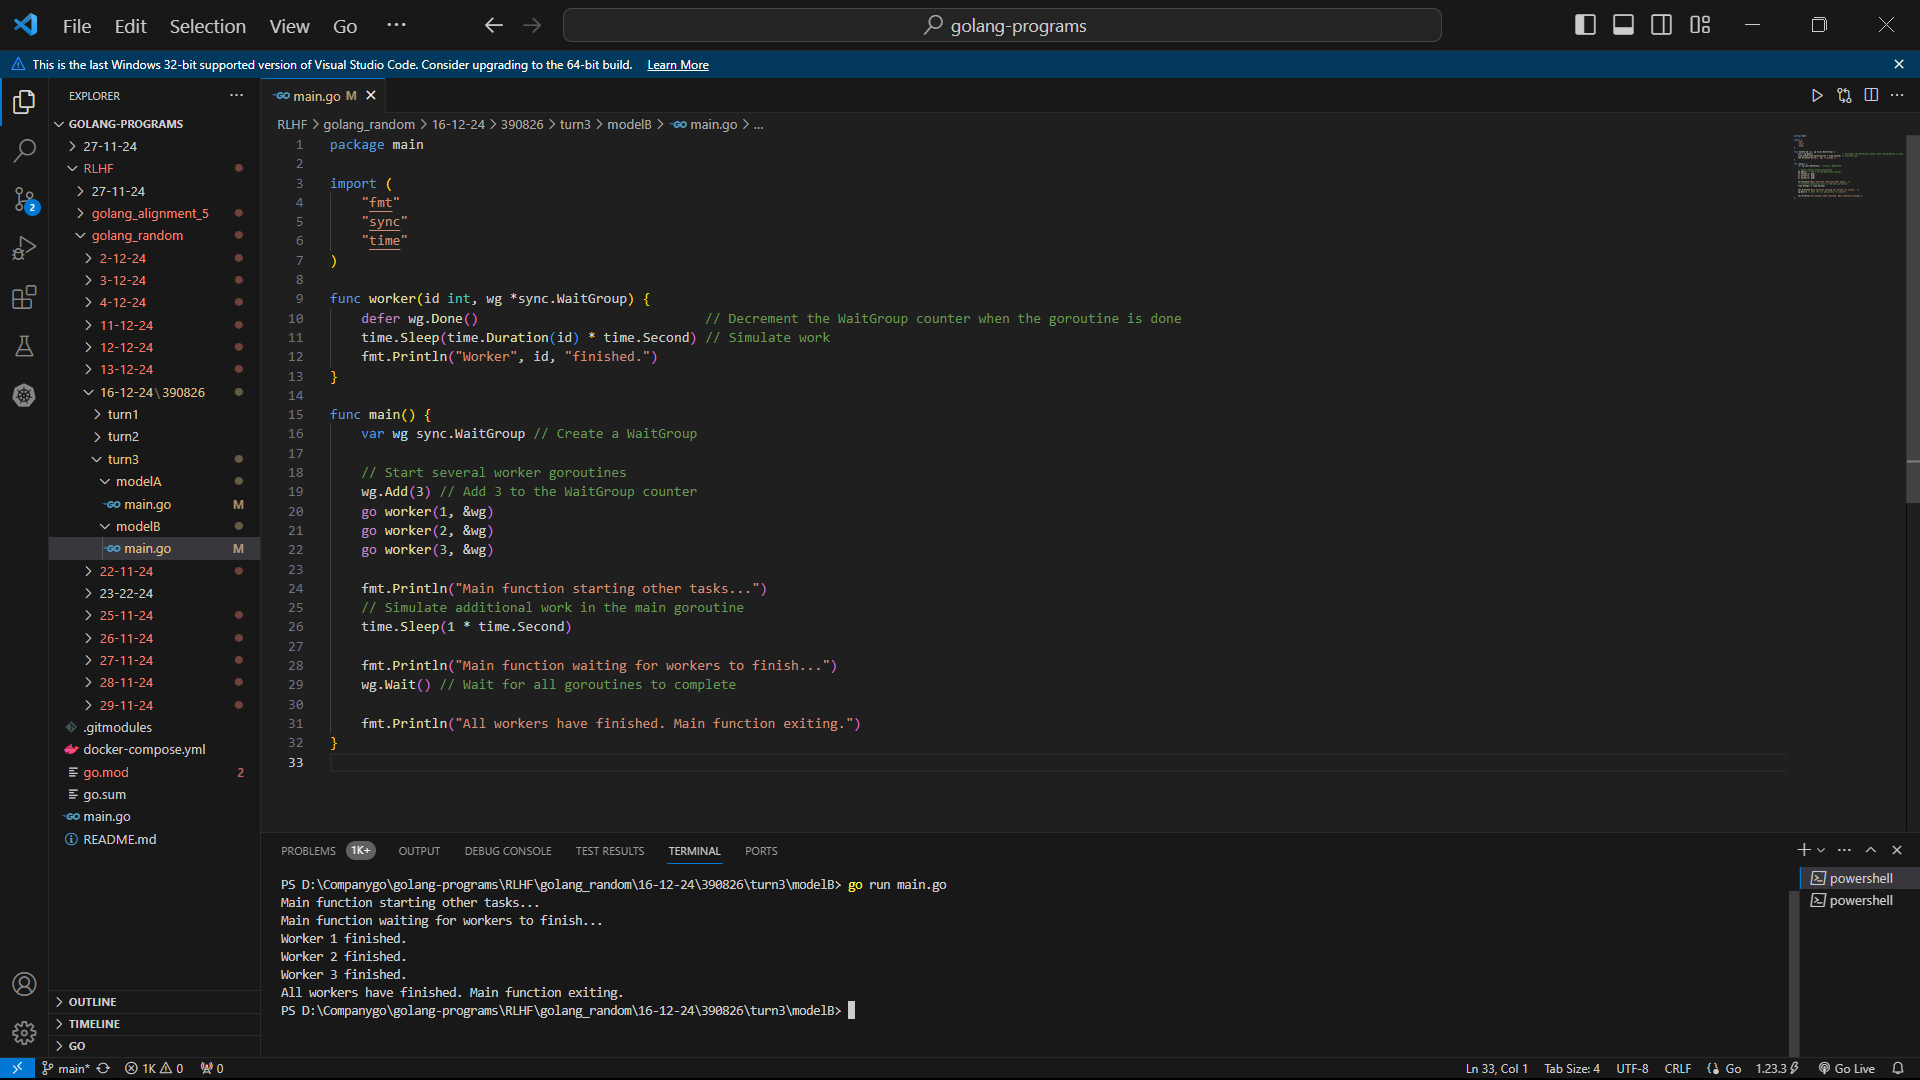 File Edit Selection View Go ··· golang-programs
This is the last Windows 32-bit supported version of Visual Studio Code. Consider upgrading to the 64-bit build. Learn More
EXPLORER
GOLANG-PROGRAMS
27-11-24
RLHF
27-11-24
golang_alignment_5
golang_random
2-12-24
3-12-24
4-12-24
11-12-24
12-12-24
13-12-24
16-12-24\390826
turn1
turn2
turn3
modelA
main.go M
modelB
main.go M
22-11-24
23-22-24
25-11-24
26-11-24
27-11-24
28-11-24
29-11-24
.gitmodules
docker-compose.yml
go.mod 2
go.sum
main.go
README.md
OUTLINE
TIMELINE
GO
main.go M
RLHF > golang_random > 16-12-24 > 390826 > turn3 > modelB > main.go > ...
1 package main
2
3 import (
4 "fmt"
5 "sync"
6 "time"
7 )
8
9 func worker(id int, wg *sync.WaitGroup) {
10 defer wg.Done() // Decrement the WaitGroup counter when the goroutine is done
11 time.Sleep(time.Duration(id) * time.Second) // Simulate work
12 fmt.Println("Worker", id, "finished.")
13 }
14
15 func main() {
16 var wg sync.WaitGroup // Create a WaitGroup
17
18 // Start several worker goroutines
19 wg.Add(3) // Add 3 to the WaitGroup counter
20 go worker(1, &wg)
21 go worker(2, &wg)
22 go worker(3, &wg)
23
24 fmt.Println("Main function starting other tasks...")
25 // Simulate additional work in the main goroutine
26 time.Sleep(1 * time.Second)
27
28 fmt.Println("Main function waiting for workers to finish...")
29 wg.Wait() // Wait for all goroutines to complete
30
31 fmt.Println("All workers have finished. Main function exiting.")
32 }
33
PROBLEMS 1K+ OUTPUT DEBUG CONSOLE TEST RESULTS TERMINAL PORTS
PS D:\Companygo\golang-programs\RLHF\golang_random\16-12-24\390826\turn3\modelB> go run main.go
Main function starting other tasks...
Main function waiting for workers to finish...
Worker 1 finished.
Worker 2 finished.
Worker 3 finished.
All workers have finished. Main function exiting.
PS D:\Companygo\golang-programs\RLHF\golang_random\16-12-24\390826\turn3\modelB>
powershell
powershell
2
main* 1K 0 0 Ln 33, Col 1 Tab Size: 4 UTF-8 CRLF Go 1.23.3 Go Live